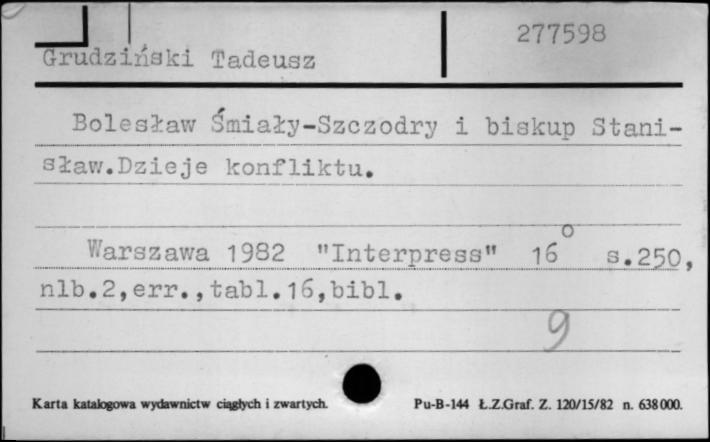 277598
Grudziński Tadeusz
Bolesław Śmiały-Szczodry i biskup Stani-
sław.Dzieje konfliktu.
Warszawa 1982 "Interpress" 16° s.250,
nlb.2,err.,tabl.16,bibl.
9
Karta katalogowa wydawnictw ciągłych i zwartych. Pu-B-144 Ł.Z.Graf. Z. 120/15/82 n. 638000.